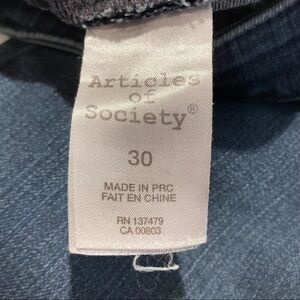 Articles
of
Society®
30
MADE IN PRC
FAIT EN CHINE
RN 137479
CA 00803